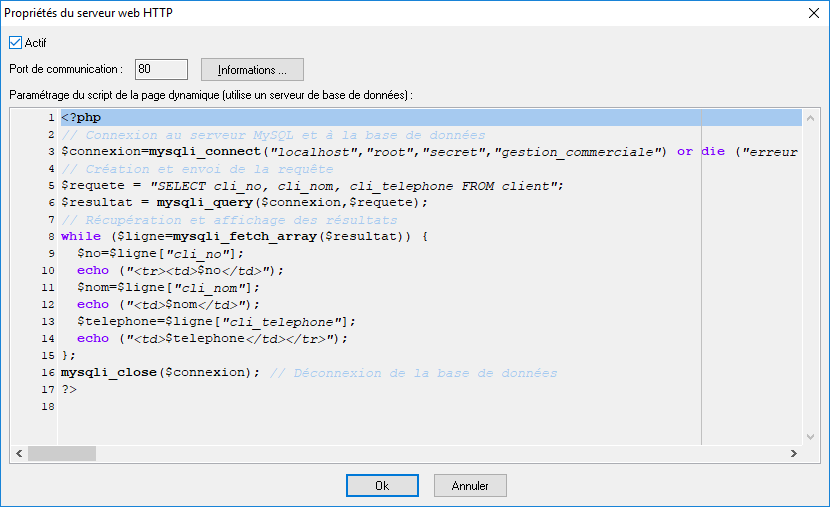 Propriétés du serveur web HTTP
Actif
Port de communication : 80 Informations ...
Paramétrage du script de la page dynamique (utilise un serveur de base de données) :
1 <?php
2 // Connexion au serveur MySQL et à la base de données
3 $connexion=mysqli_connect("localhost","root","secret","gestion_commerciale") or die ("erreur
4 // Création et envoi de la requête
5 $requete = "SELECT cli_no, cli_nom, cli_telephone FROM client";
6 $resultat = mysqli_query($connexion,$requete);
7 // Récupération et affichage des résultats
8 while ($ligne=mysqli_fetch_array($resultat)) {
9 $no=$ligne["cli_no"];
10 echo ("<tr><td>$no</td>");
11 $nom=$ligne["cli_nom"];
12 echo ("<td>$nom</td>");
13 $telephone=$ligne["cli_telephone"];
14 echo ("<td>$telephone</td></tr>");
15 };
16 mysqli_close($connexion); // Déconnexion de la base de données
17 ?>
18
Ok Annuler